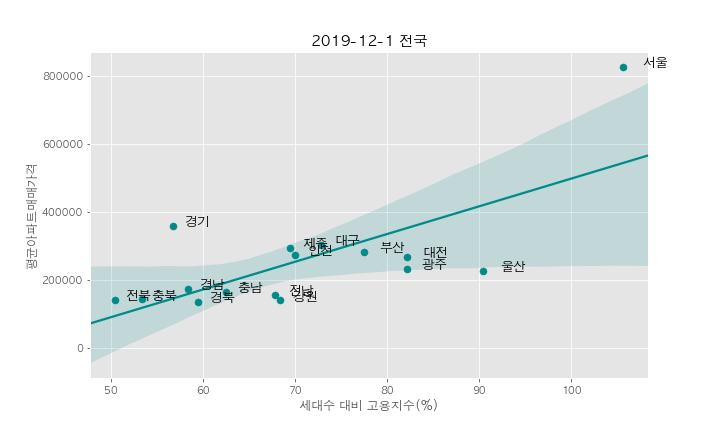 2019-12-1 전국
평균아파트매매가격
800000
600000
400000
200000
0
서울
경기
제주
인천
대구
부산
대전
광주
울산
전북
충북
경남
경북
충남
전남
강원
50 60 70 80 90 100
세대수 대비 고용지수(%)